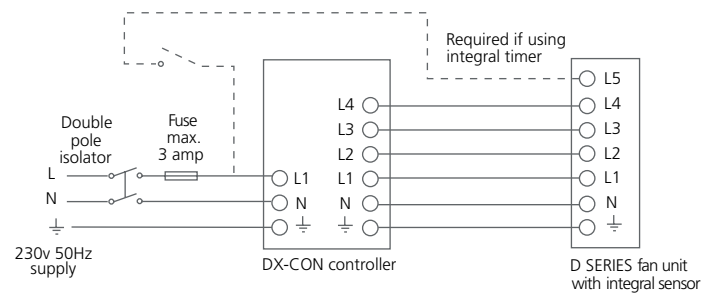 Required if using
integral timer
L5
L4
L4
Double
pole
isolator
Fuse
max.
3 amp
L3
L3
L2
L2
L
L1
L1
L1
N
N
N
N
230v 50Hz
supply
DX-CON controller
D SERIES fan unit
with integral sensor